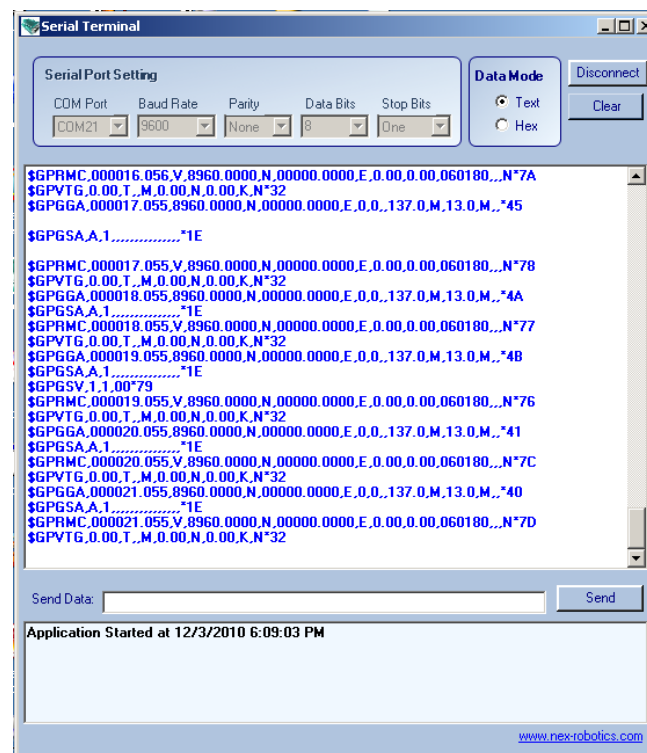 Serial Terminal
Serial Port Setting
COM Port Baud Rate Parity Data Bits Stop Bits
COM21 9600 None 8 One
Data Mode
Text
Hex
Disconnect
Clear
$GPRMC,000016.056,V,8960.0000,N,00000.0000,E,0.00,0.00,060180,,,N*7A
$GPVTG,0.00,T,,M,0.00,N,0.00,K,N*32
$GPGGA,000017.055,8960.0000,N,00000.0000,E,0,0,,137.0,M,13.0,M,,*45
$GPGSA,A,1,,,,,,,,,,,,,,,*1E
$GPRMC,000017.055,V,8960.0000,N,00000.0000,E,0.00,0.00,060180,,,N*78
$GPVTG,0.00,T,,M,0.00,N,0.00,K,N*32
$GPGGA,000018.055,8960.0000,N,00000.0000,E,0,0,,137.0,M,13.0,M,,*4A
$GPGSA,A,1,,,,,,,,,,,,,,,*1E
$GPRMC,000018.055,V,8960.0000,N,00000.0000,E,0.00,0.00,060180,,,N*77
$GPVTG,0.00,T,,M,0.00,N,0.00,K,N*32
$GPGGA,000019.055,8960.0000,N,00000.0000,E,0,0,,137.0,M,13.0,M,,*4B
$GPGSA,A,1,,,,,,,,,,,,,,,*1E
$GPGSV,1,1,00*79
$GPRMC,000019.055,V,8960.0000,N,00000.0000,E,0.00,0.00,060180,,,N*76
$GPVTG,0.00,T,,M,0.00,N,0.00,K,N*32
$GPGGA,000020.055,8960.0000,N,00000.0000,E,0,0,,137.0,M,13.0,M,,*41
$GPGSA,A,1,,,,,,,,,,,,,,,*1E
$GPRMC,000020.055,V,8960.0000,N,00000.0000,E,0.00,0.00,060180,,,N*7C
$GPVTG,0.00,T,,M,0.00,N,0.00,K,N*32
$GPGGA,000021.055,8960.0000,N,00000.0000,E,0,0,,137.0,M,13.0,M,,*40
$GPGSA,A,1,,,,,,,,,,,,,,,*1E
$GPRMC,000021.055,V,8960.0000,N,00000.0000,E,0.00,0.00,060180,,,N*7D
$GPVTG,0.00,T,,M,0.00,N,0.00,K,N*32
Send Data:
Send
Application Started at 12/3/2010 6:09:03 PM
www.nex-robotics.com